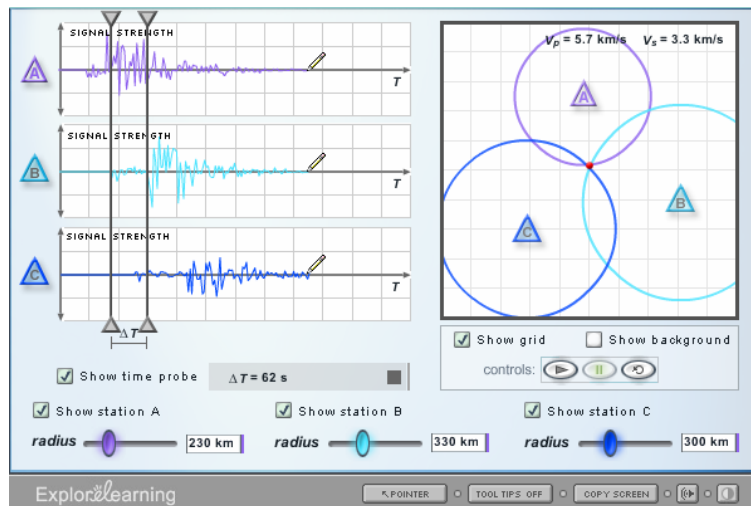 SIGNAL STRENGTH
A
T
SIGNAL STRENGTH
B
T
SIGNAL STRENGTH
C
T
ΔT
Vp = 5.7 km/s Vs = 3.3 km/s
A
B
C
Show grid Show background
controls:
Show time probe ΔT = 62 s
Show station A Show station B Show station C
radius 230 km radius 330 km radius 300 km
ExploreLearning POINTER TOOL TIPS OFF COPY SCREEN